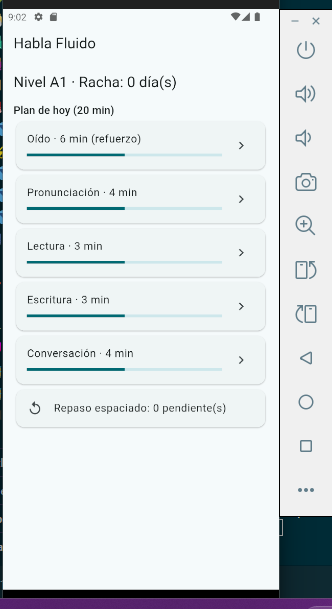 9:02
Habla Fluido
Nivel A1 · Racha: 0 día(s)
Plan de hoy (20 min)
Oído · 6 min (refuerzo)
Pronunciación · 4 min
Lectura · 3 min
Escritura · 3 min
Conversación · 4 min
Repaso espaciado: 0 pendiente(s)